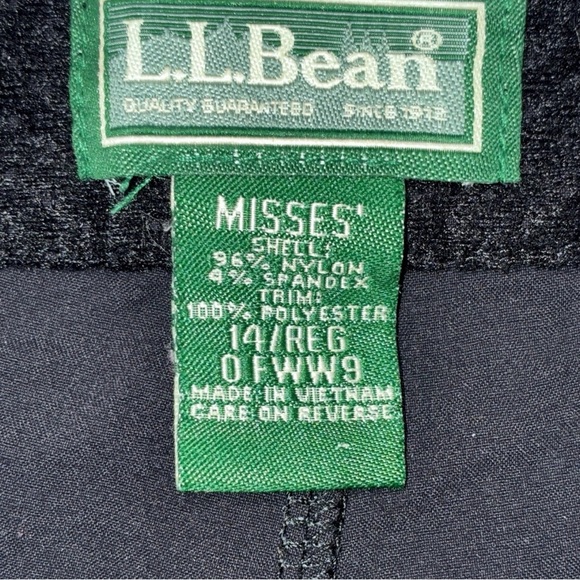 L.L.Bean®
QUALITY GUARANTEED SINCE 1912
MISSES'
SHELL:
96% NYLON
4% SPANDEX
TRIM:
100% POLYESTER
14/REG
0FWW9
MADE IN VIETNAM
CARE ON REVERSE